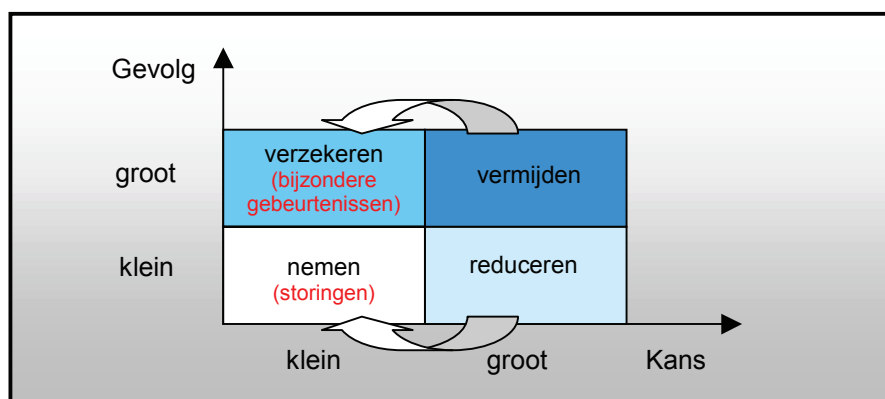 Gevolg
groot
verzekeren
(bijzondere
gebeurtenissen)
vermijden
klein
nemen
(storingen)
reduceren
klein
groot
Kans